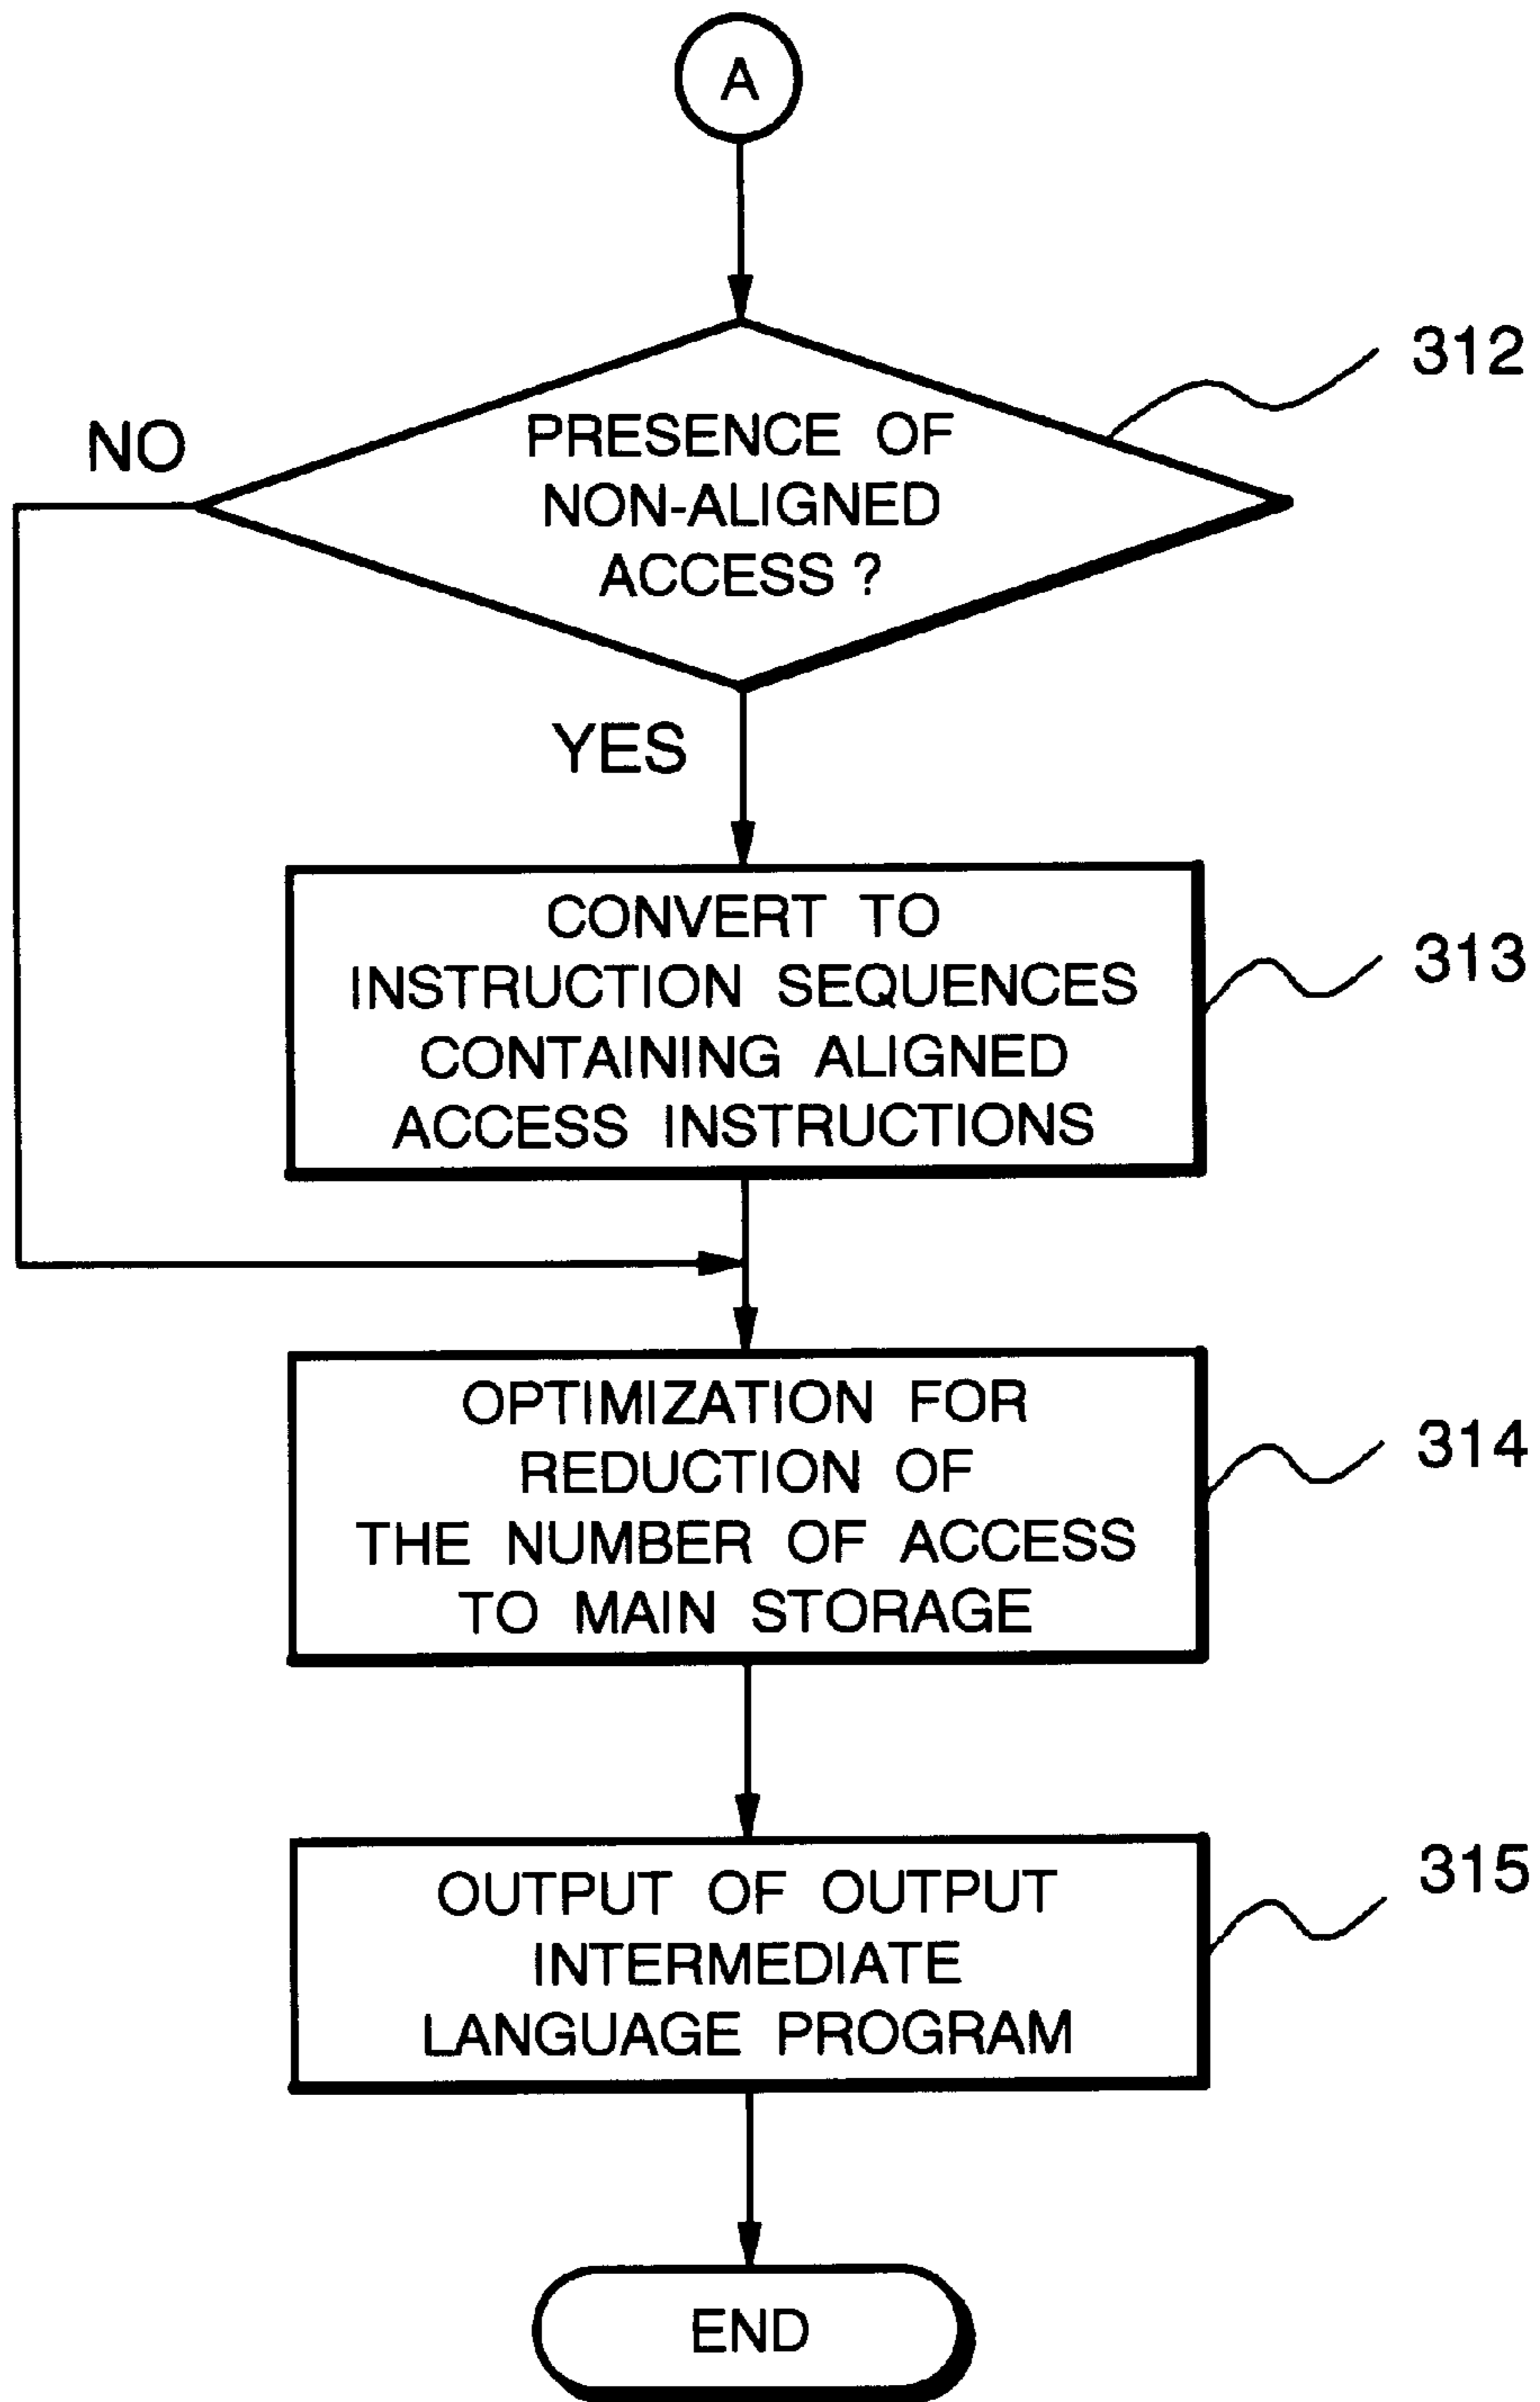 A
312
NO
PRESENCE OF
NON-ALIGNED
ACCESS ?
YES
CONVERT TO
INSTRUCTION SEQUENCES
CONTAINING ALIGNED
ACCESS INSTRUCTIONS
313
OPTIMIZATION FOR
REDUCTION OF
THE NUMBER OF ACCESS
TO MAIN STORAGE
314
OUTPUT OF OUTPUT
INTERMEDIATE
LANGUAGE PROGRAM
315
END